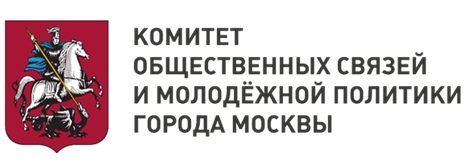 КОМИТЕТ
ОБЩЕСТВЕННЫХ СВЯЗЕЙ
И МОЛОДЁЖНОЙ ПОЛИТИКИ
ГОРОДА МОСКВЫ